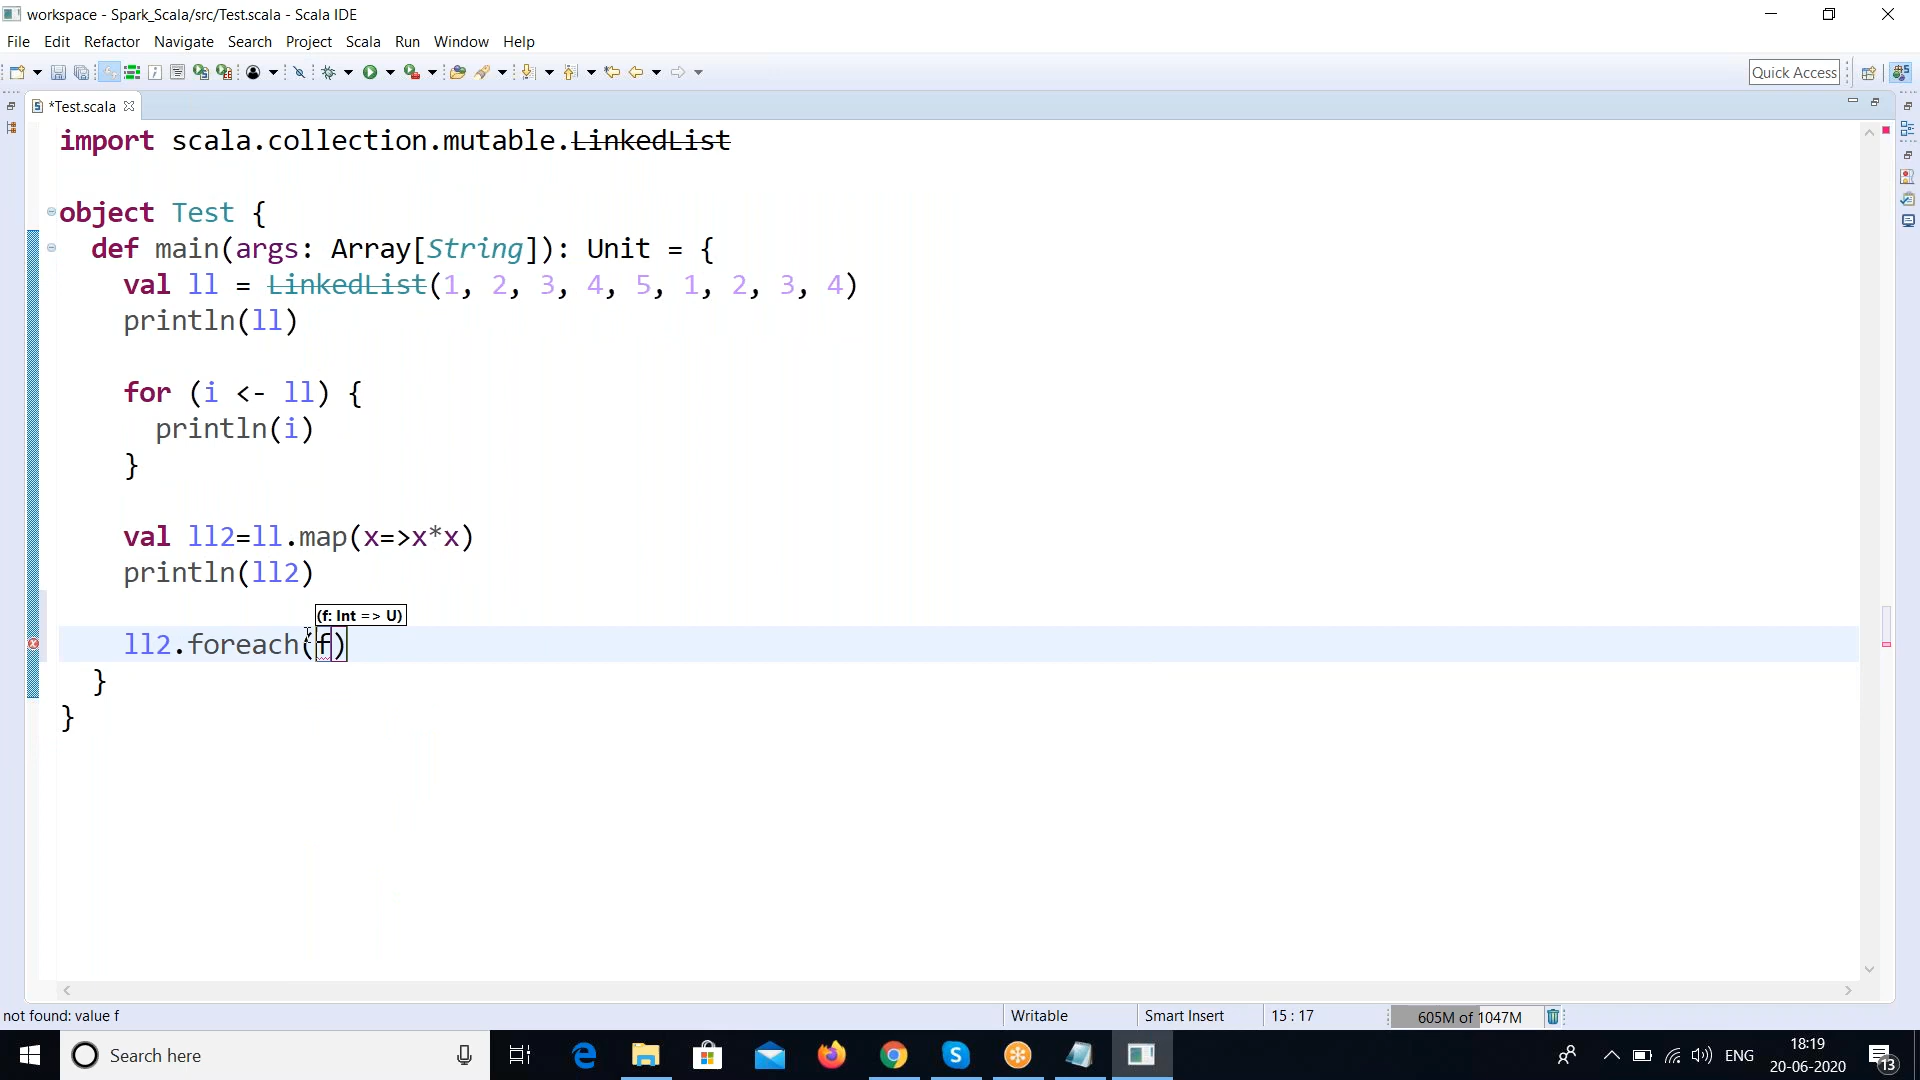 workspace - Spark_Scala/src/Test.scala - Scala IDE
File Edit Refactor Navigate Search Project Scala Run Window Help
Quick Access
*Test.scala
import scala.collection.mutable.LinkedList
object Test {
def main(args: Array[String]): Unit = {
val ll = LinkedList(1, 2, 3, 4, 5, 1, 2, 3, 4)
println(ll)
for (i <- ll) {
println(i)
}
val ll2=ll.map(x=>x*x)
println(ll2)
(f: Int => U)
ll2.foreach(f)
}
}
not found: value f
Writable
Smart Insert
15 : 17
605M of 1047M
Search here
ENG
18:19
20-06-2020
13